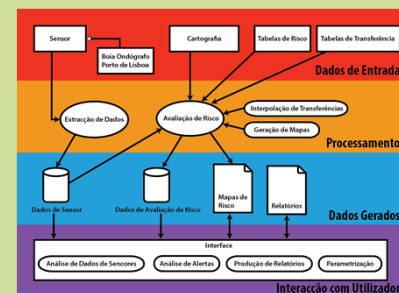 Sensor
Cartografia
Tabelas de Risco
Tabelas de Transferência
Boia Ondógrafo
Porto de Lisboa
Dados de Entrada
Extracção de Dados
Avaliação de Risco
Interpolação de Transferências
Geração de Mapas
Processamento
Mapas de
Risco
Relatórios
Dados de Sensor
Dados de Avaliação de Risco
Dados Gerados
Interface
Análise de Dados de Sencores
Análise de Alertas
Produção de Relatórios
Parametrização
Interacção com Utilizador